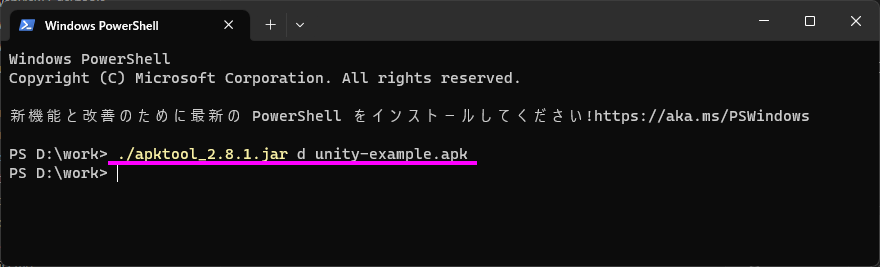 Windows PowerShell
Windows PowerShell
Copyright (C) Microsoft Corporation. All rights reserved.
新機能と改善のために最新の PowerShell をインストールしてください!https://aka.ms/PSWindows
PS D:\work> ./apktool_2.8.1.jar d unity-example.apk
PS D:\work>